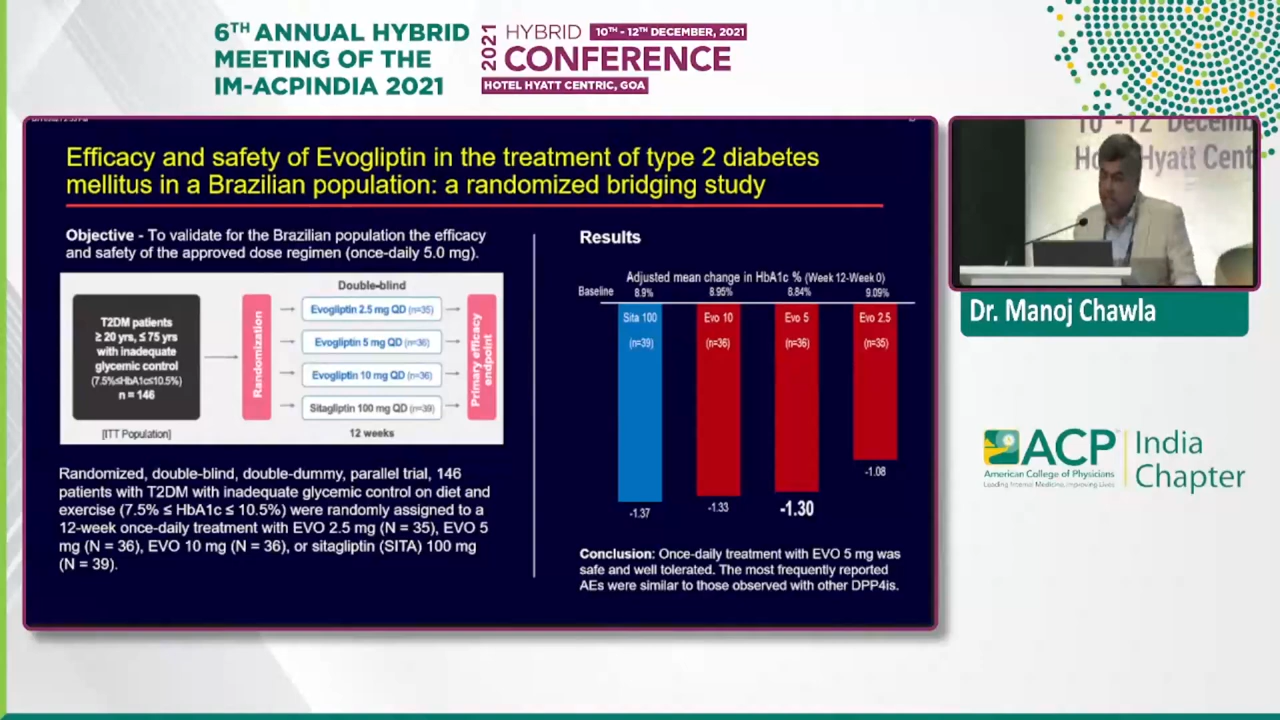 6TH ANNUAL HYBRID
MEETING OF THE
IM-ACPINDIA 2021
2021
HYBRID
10TH - 12TH DECEMBER, 2021
CONFERENCE
HOTEL HYATT CENTRIC, GOA
Efficacy and safety of Evogliptin in the treatment of type 2 diabetes
mellitus in a Brazilian population: a randomized bridging study
Objective - To validate for the Brazilian population the efficacy
and safety of the approved dose regimen (once-daily 5.0 mg).
Double-blind
T2DM patients
≥ 20 yrs, ≤ 75 yrs
with inadequate
glycemic control
(7.5%≤HbA1c≤10.5%)
n = 146
[ITT Population]
Randomization
Evogliptin 2.5 mg QD (n=35)
Evogliptin 5 mg QD (n=36)
Evogliptin 10 mg QD (n=36)
Sitagliptin 100 mg QD (n=39)
12 weeks
Primary efficacy
endpoint
Randomized, double-blind, double-dummy, parallel trial, 146
patients with T2DM with inadequate glycemic control on diet and
exercise (7.5% ≤ HbA1c ≤ 10.5%) were randomly assigned to a
12-week once-daily treatment with EVO 2.5 mg (N = 35), EVO 5
mg (N = 36), EVO 10 mg (N = 36), or sitagliptin (SITA) 100 mg
(N = 39).
Results
Adjusted mean change in HbA1c % (Week 12-Week 0)
Baseline 8.9% 8.95% 8.84% 9.09%
Sita 100 Evo 10 Evo 5 Evo 2.5
(n=39) (n=36) (n=36) (n=35)
-1.37 -1.33 -1.30 -1.08
Conclusion: Once-daily treatment with EVO 5 mg was
safe and well tolerated. The most frequently reported
AEs were similar to those observed with other DPP4is.
10 -12 Decemb
Ho Hyatt Cent
Dr. Manoj Chawla
ACP
American College of Physicians
Leading Internal Medicine, Improving Lives
India
Chapter